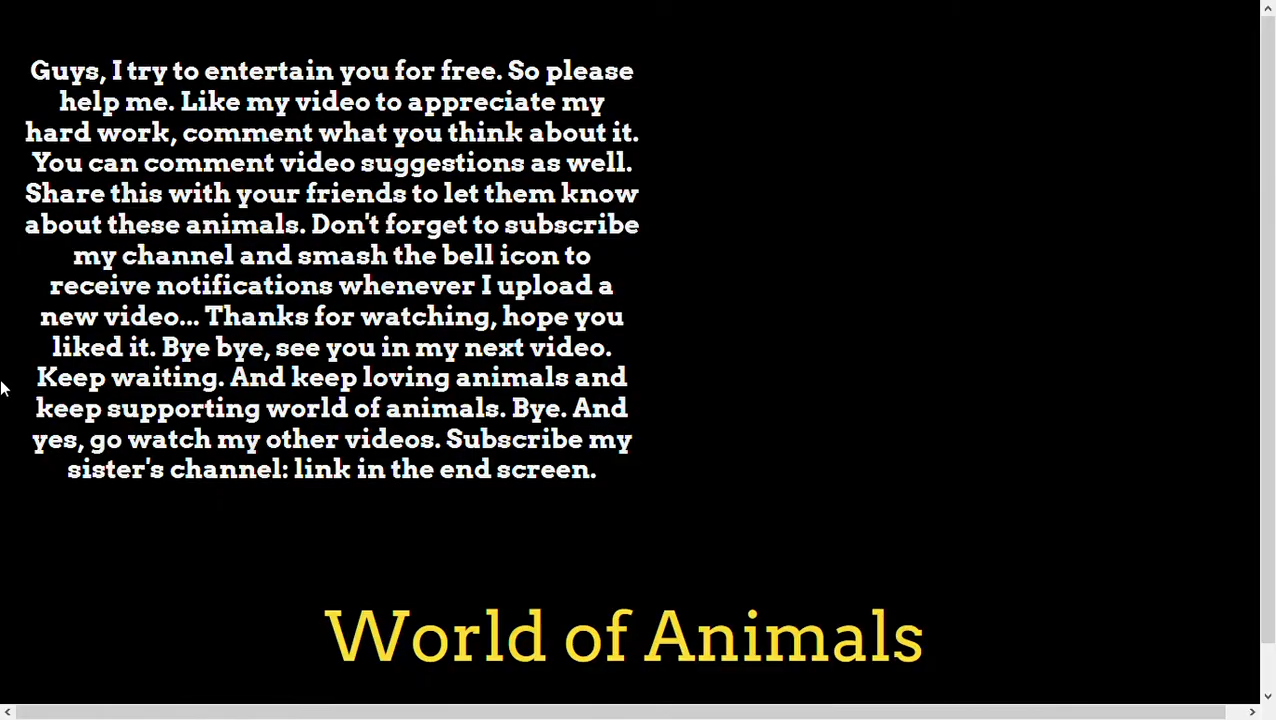 Guys, I try to entertain you for free. So please
help me. Like my video to appreciate my
hard work, comment what you think about it.
You can comment video suggestions as well.
Share this with your friends to let them know
about these animals. Don't forget to subscribe
my channel and smash the bell icon to
receive notifications whenever I upload a
new video... Thanks for watching, hope you
liked it. Bye bye, see you in my next video.
Keep waiting. And keep loving animals and
keep supporting world of animals. Bye. And
yes, go watch my other videos. Subscribe my
sister's channel: link in the end screen.
World of Animals